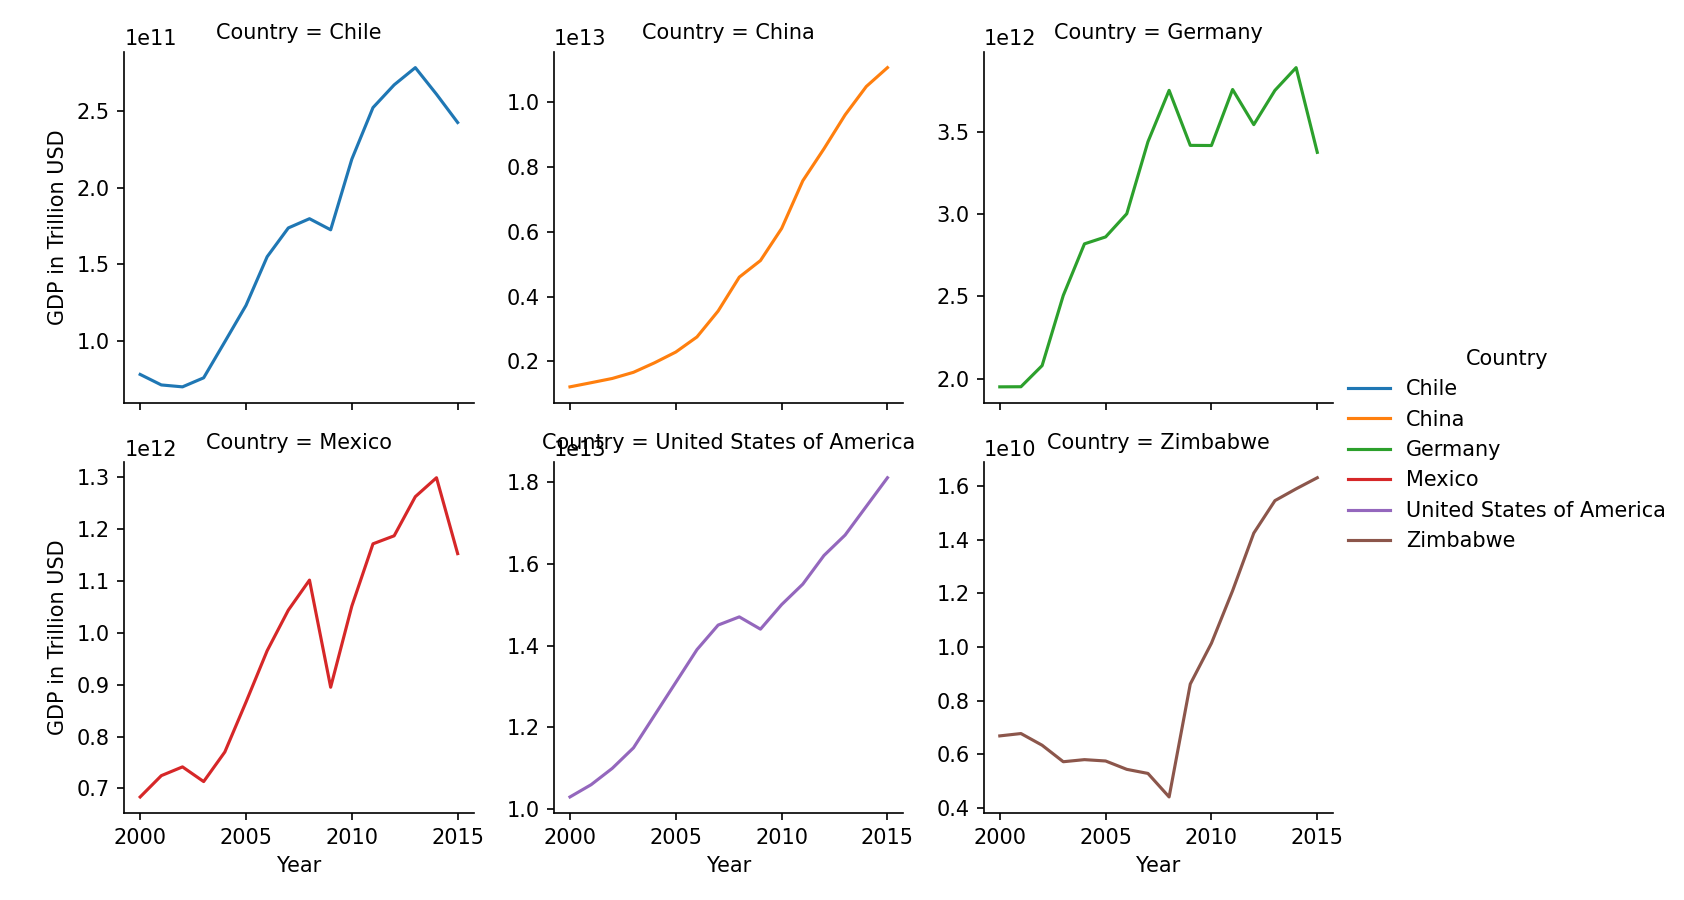 1e11
Country = Chile
GDP in Trillion USD
2.5
2.0
1.5
1.0
1e13
Country = China
1.0
0.8
0.6
0.4
0.2
1e12
Country = Germany
3.5
3.0
2.5
2.0
1e12
Country = Mexico
GDP in Trillion USD
1.3
1.2
1.1
1.0
0.9
0.8
0.7
2000 2005 2010 2015
Year
1e13
Country = United States of America
1.8
1.6
1.4
1.2
1.0
2000 2005 2010 2015
Year
1e10
Country = Zimbabwe
1.6
1.4
1.2
1.0
0.8
0.6
0.4
2000 2005 2010 2015
Year
Country
Chile
China
Germany
Mexico
United States of America
Zimbabwe